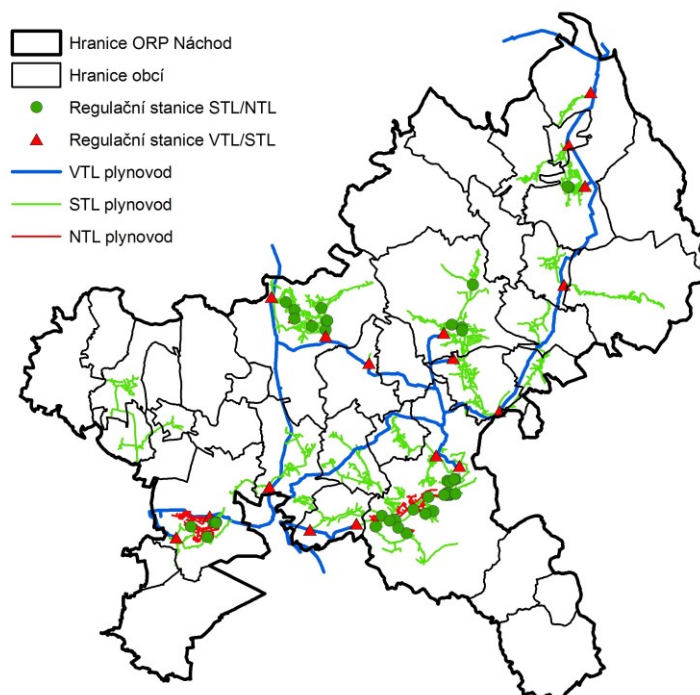 Hranice ORP Náchod
Hranice obcí
Regulační stanice STL/NTL
Regulační stanice VTL/STL
VTL plynovod
STL plynovod
NTL plynovod